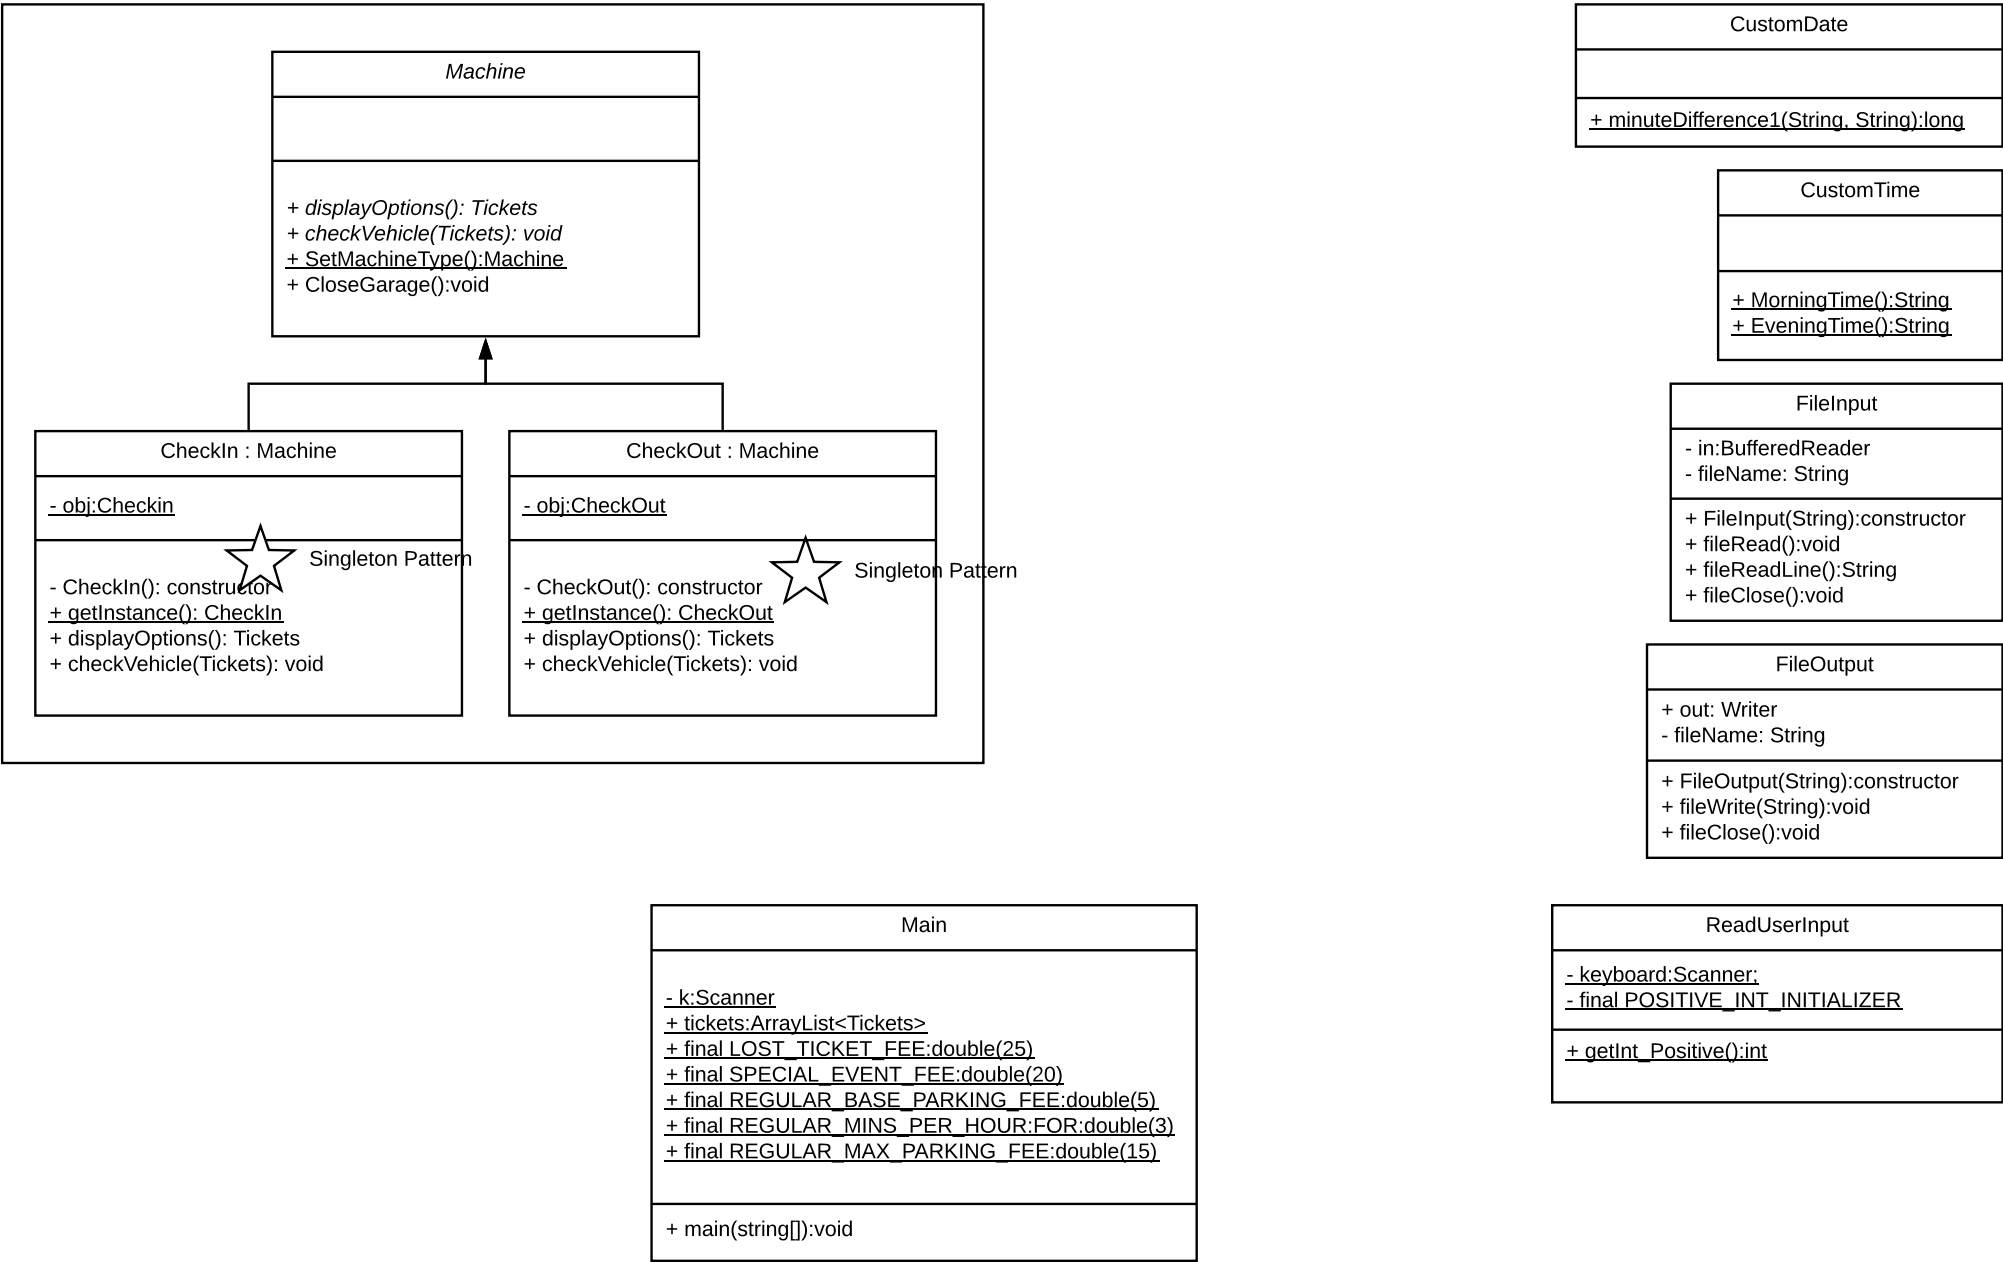 Machine
+ displayOptions(): Tickets
+ checkVehicle(Tickets): void
+ SetMachineType():Machine
+ CloseGarage():void
CheckIn : Machine
- obj:Checkin
Singleton Pattern
- CheckIn(): constructor
+ getInstance(): CheckIn
+ displayOptions(): Tickets
+ checkVehicle(Tickets): void
CheckOut : Machine
- obj:CheckOut
Singleton Pattern
- CheckOut(): constructor
+ getInstance(): CheckOut
+ displayOptions(): Tickets
+ checkVehicle(Tickets): void
CustomDate
+ minuteDifference1(String, String):long
CustomTime
+ MorningTime():String
+ EveningTime():String
FileInput
- in:BufferedReader
- fileName: String
+ FileInput(String):constructor
+ fileRead():void
+ fileReadLine():String
+ fileClose():void
FileOutput
+ out: Writer
- fileName: String
+ FileOutput(String):constructor
+ fileWrite(String):void
+ fileClose():void
Main
- k:Scanner
+ tickets:ArrayList<Tickets>
+ final LOST_TICKET_FEE:double(25)
+ final SPECIAL_EVENT_FEE:double(20)
+ final REGULAR_BASE_PARKING_FEE:double(5)
+ final REGULAR_MINS_PER_HOUR:FOR:double(3)
+ final REGULAR_MAX_PARKING_FEE:double(15)
+ main(string[]):void
ReadUserInput
- keyboard:Scanner;
- final POSITIVE_INT_INITIALIZER
+ getInt_Positive():int